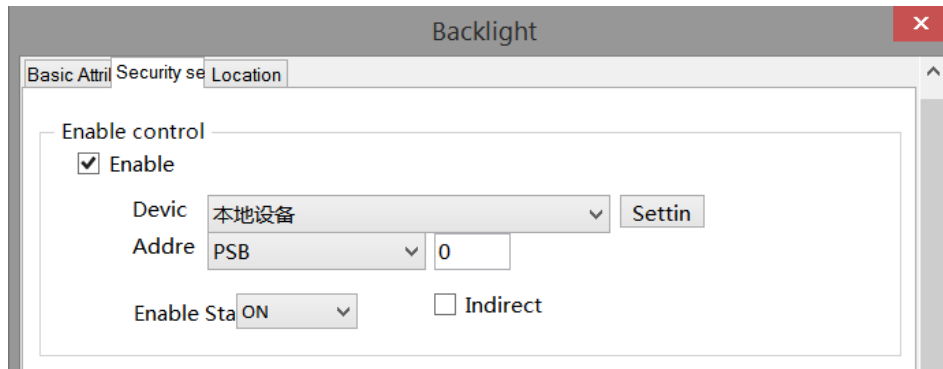 Backlight
Basic Attril Security se Location
Enable control
Enable
Devic 本地设备 Settin
Addre PSB 0
Enable Sta ON Indirect